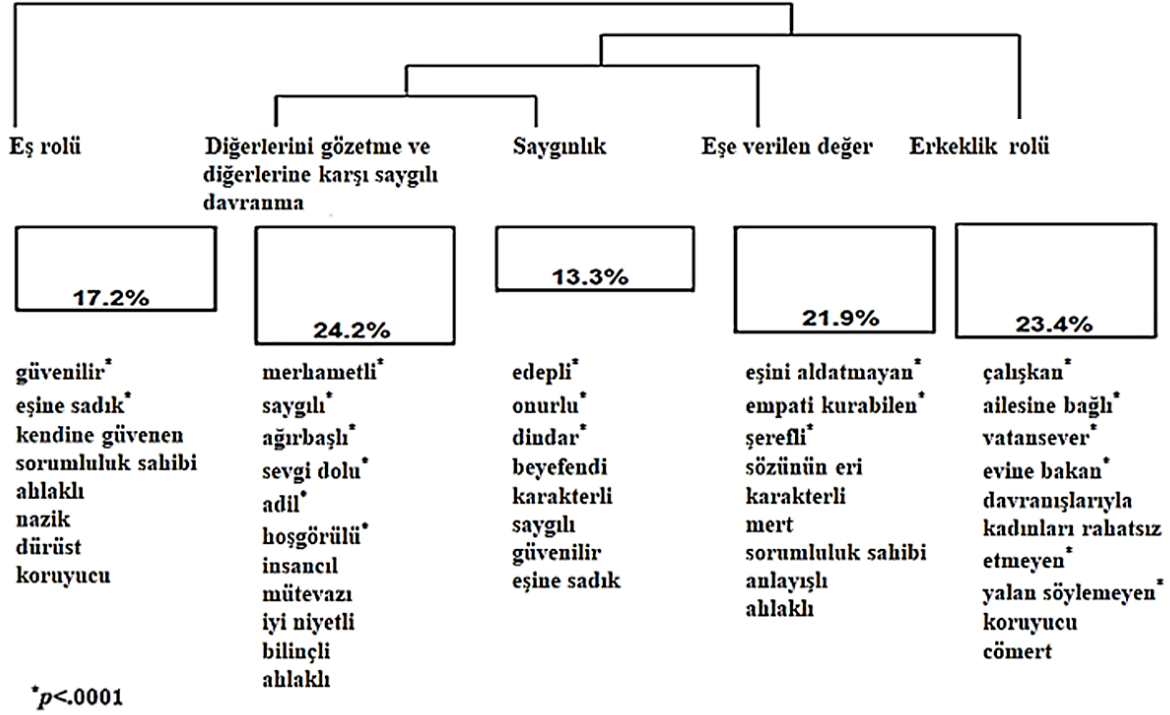 Eş rolü
Diğerlerini gözetme ve
diğerlerine karşı saygılı
davranma
Saygınlık
Eşe verilen değer
Erkeklik rolü
17.2%
24.2%
13.3%
21.9%
23.4%
güvenilir*
eşine sadık*
kendine güvenen
sorumluluk sahibi
ahlaklı
nazik
dürüst
koruyucu
merhametli*
saygılı*
ağırbaşlı*
sevgi dolu*
adil*
hoşgörülü*
insancıl
mütevazı
iyi niyetli
bilinçli
ahlaklı
edepli*
onurlu*
dindar*
beyefendi
karakterli
saygılı
güvenilir
eşine sadık
eşini aldatmayan*
empati kurabilen*
şerefli*
sözünün eri
karakterli
mert
sorumluluk sahibi
anlayışlı
ahlaklı
çalışkan*
ailesine bağlı*
vatansever*
evine bakan*
davranışlarıyla
kadınları rahatsız
etmeyen*
yalan söylemeyen*
koruyucu
cömert
*p<.0001